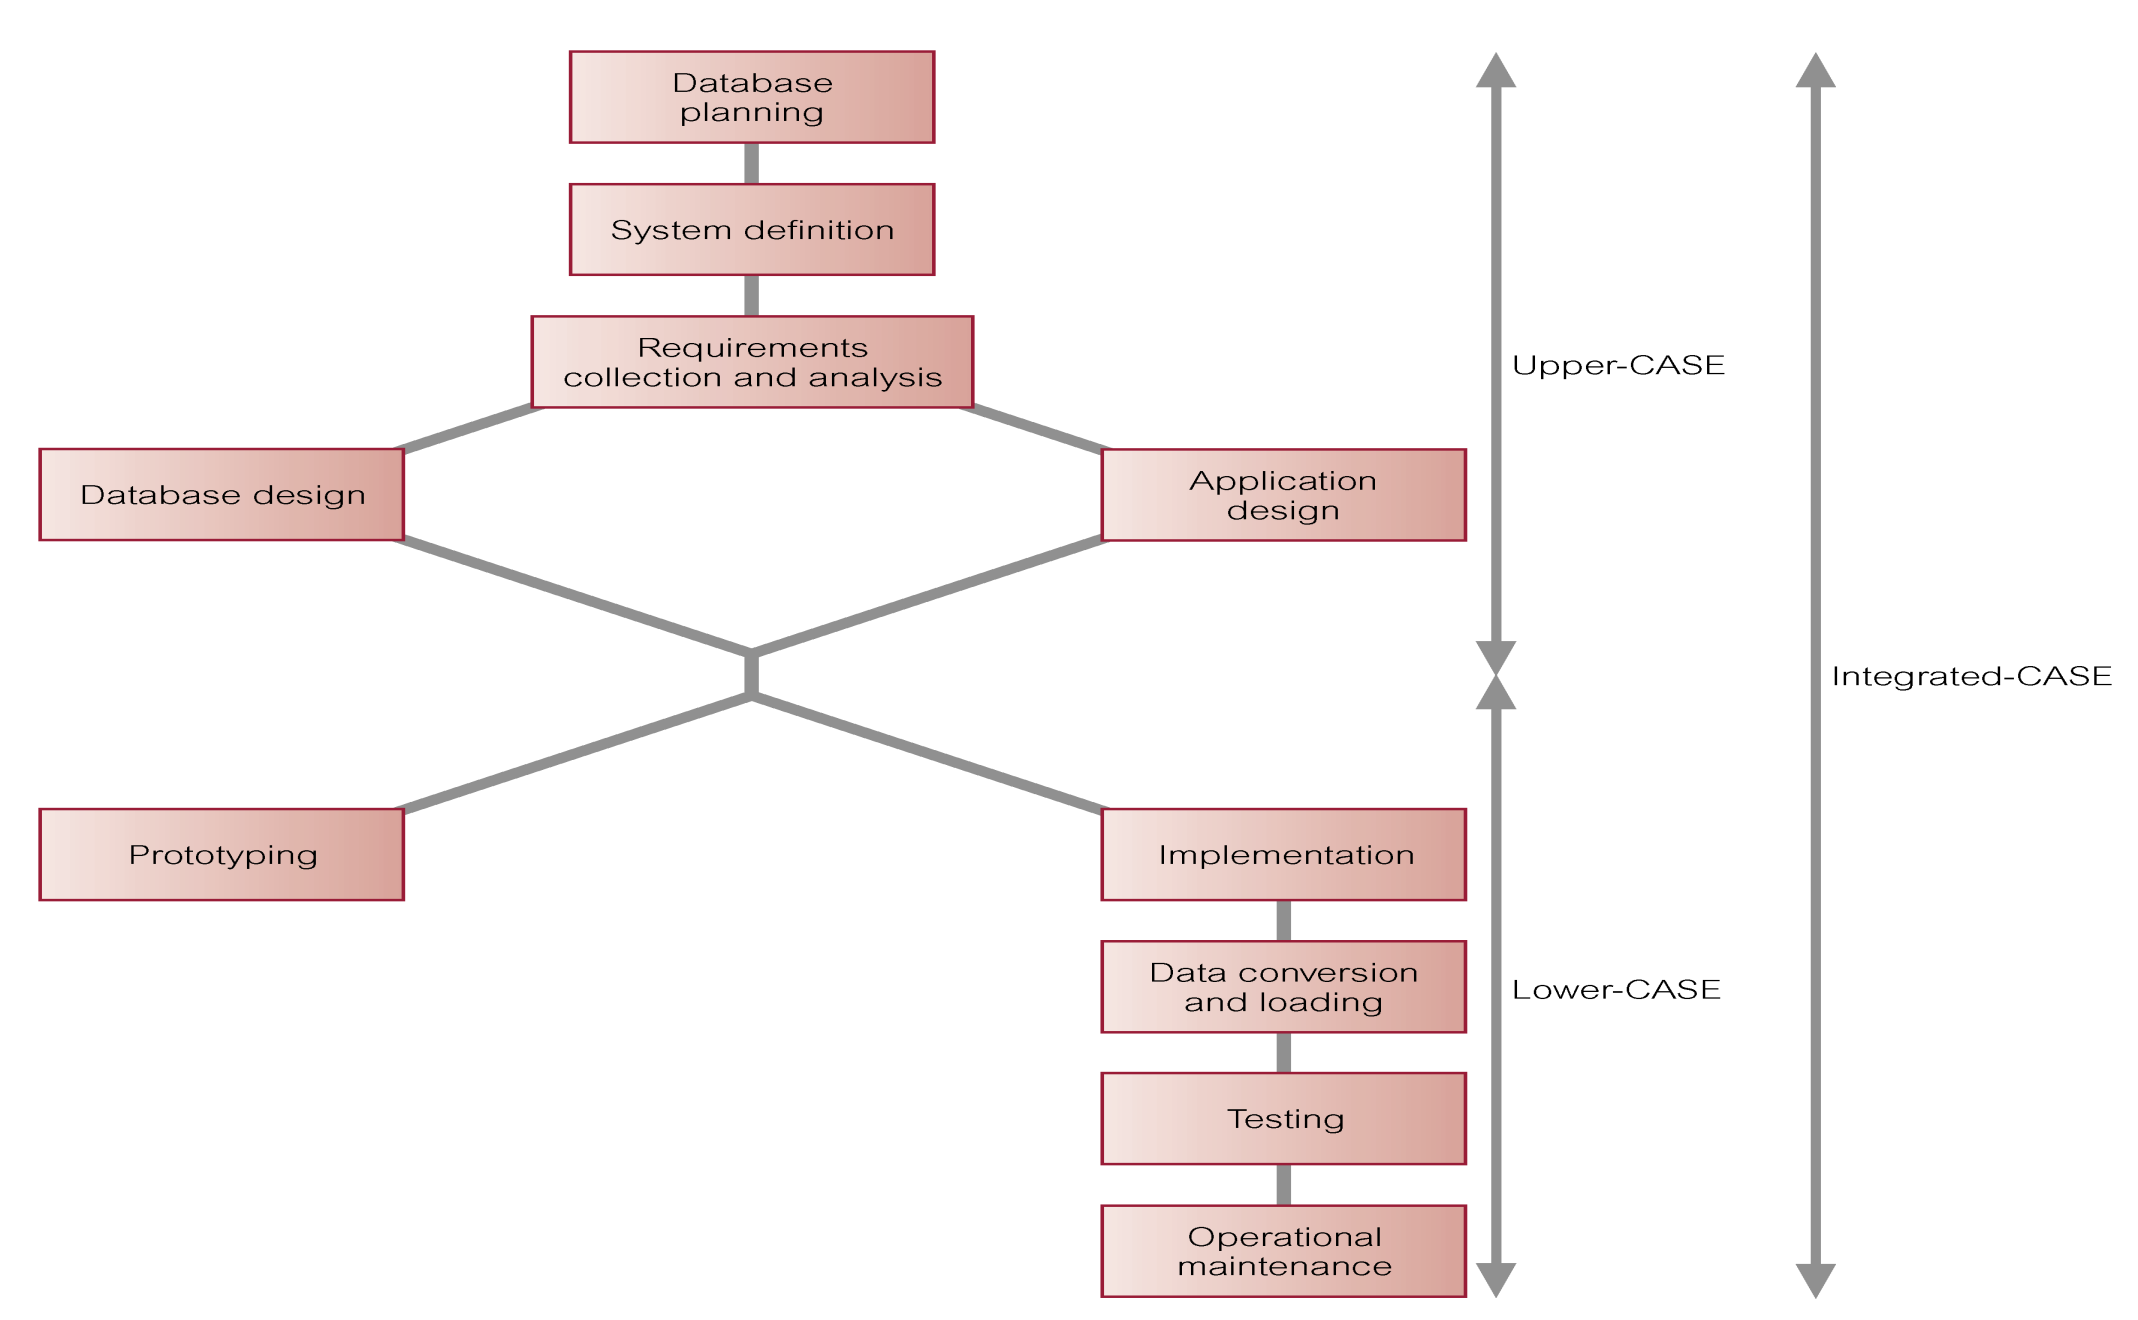 Database
planning
System definition
Requirements
collection and analysis
Upper-CASE
Database design
Application
design
Integrated-CASE
Prototyping
Implementation
Data conversion
and loading
Lower-CASE
Testing
Operational
maintenance